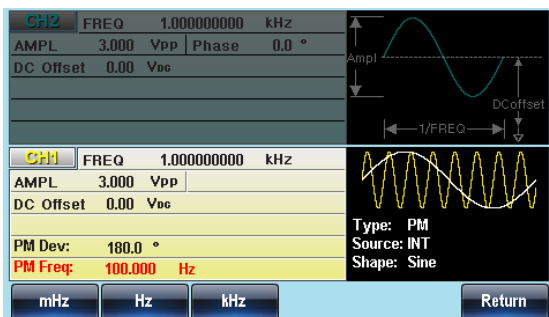 CH2 FREQ 1.000000000 kHz
AMPL 3.000 Vpp Phase 0.0 °
DC Offset 0.00 VDC
Ampl
DCoffset
1/FREQ
CH1 FREQ 1.000000000 kHz
AMPL 3.000 Vpp
DC Offset 0.00 VDC
PM Dev: 180.0 °
PM Freq: 100.000 Hz
Type: PM
Source: INT
Shape: Sine
mHz Hz kHz Return